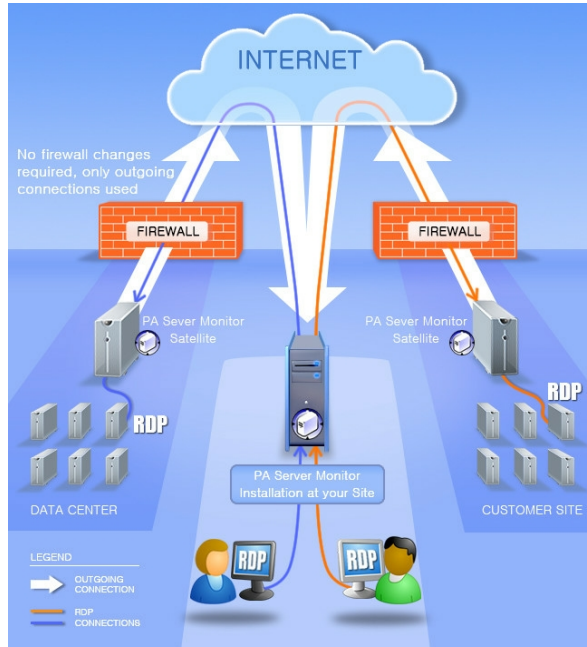 INTERNET
No firewall changes
required, only outgoing
connections used
FIREWALL
FIREWALL
PA Sever Monitor
Satellite
PA Sever Monitor
Satellite
RDP
RDP
PA Server Monitor
Installation at your Site
DATA CENTER
CUSTOMER SITE
RDP
RDP
LEGEND
OUTGOING
CONNECTION
RDP
CONNECTIONS